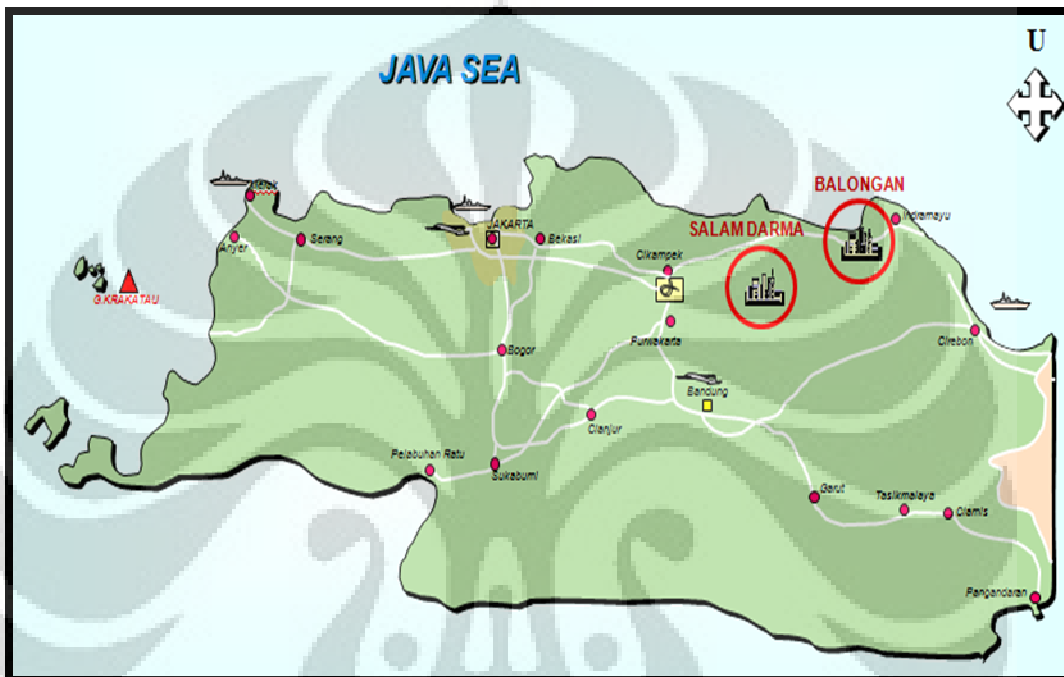 U
JAVA SEA
BALONGAN
Merak
Indramayu
JAKARTA
SALAM DARMA
Anyer
Serang
Bekasi
Cikampek
G.KRAKATAU
Purwakarta
Cirebon
Bogor
Bandung
Cianjur
Pelabuhan Ratu
Sukabumi
Garut
Tasikmalaya
Ciamis
Pangandaran